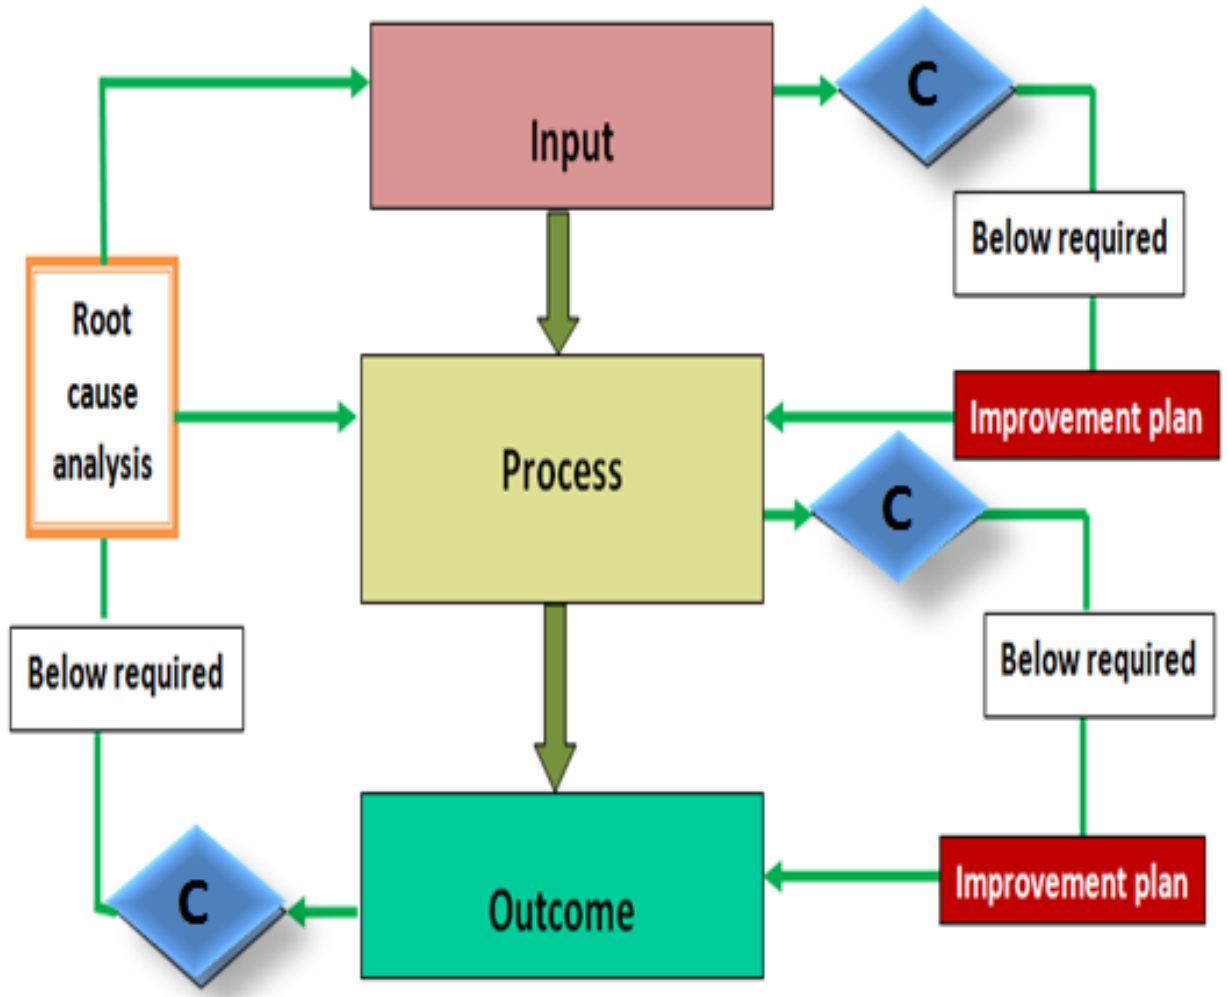 Input
C
Below required
Improvement plan
Root
cause
analysis
Process
C
Below required
Below required
Improvement plan
Outcome
C